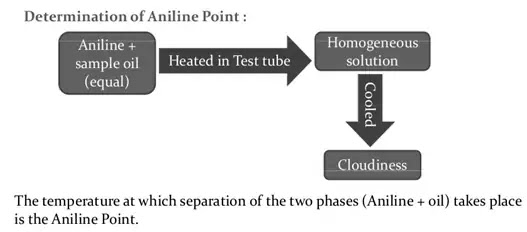 Determination of Aniline Point :
Aniline +
sample oil
(equal)
Heated in Test tube
Homogeneous
solution
Cooled
Cloudiness
The temperature at which separation of the two phases (Aniline + oil) takes place
is the Aniline Point.